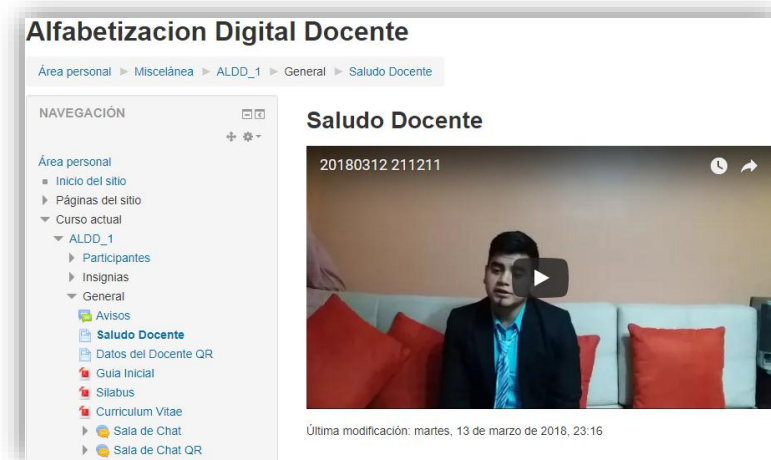 Alfabetizacion Digital Docente
Área personal Miscelánea ALDD_1 General Saludo Docente
NAVEGACIÓN
Área personal
Inicio del sitio
Páginas del sitio
Curso actual
ALDD_1
Participantes
Insignias
General
Avisos
Saludo Docente
Datos del Docente QR
Guia Inicial
Silabus
Curriculum Vitae
Sala de Chat
Sala de Chat QR
Saludo Docente
20180312 211211
Última modificación: martes, 13 de marzo de 2018, 23:16